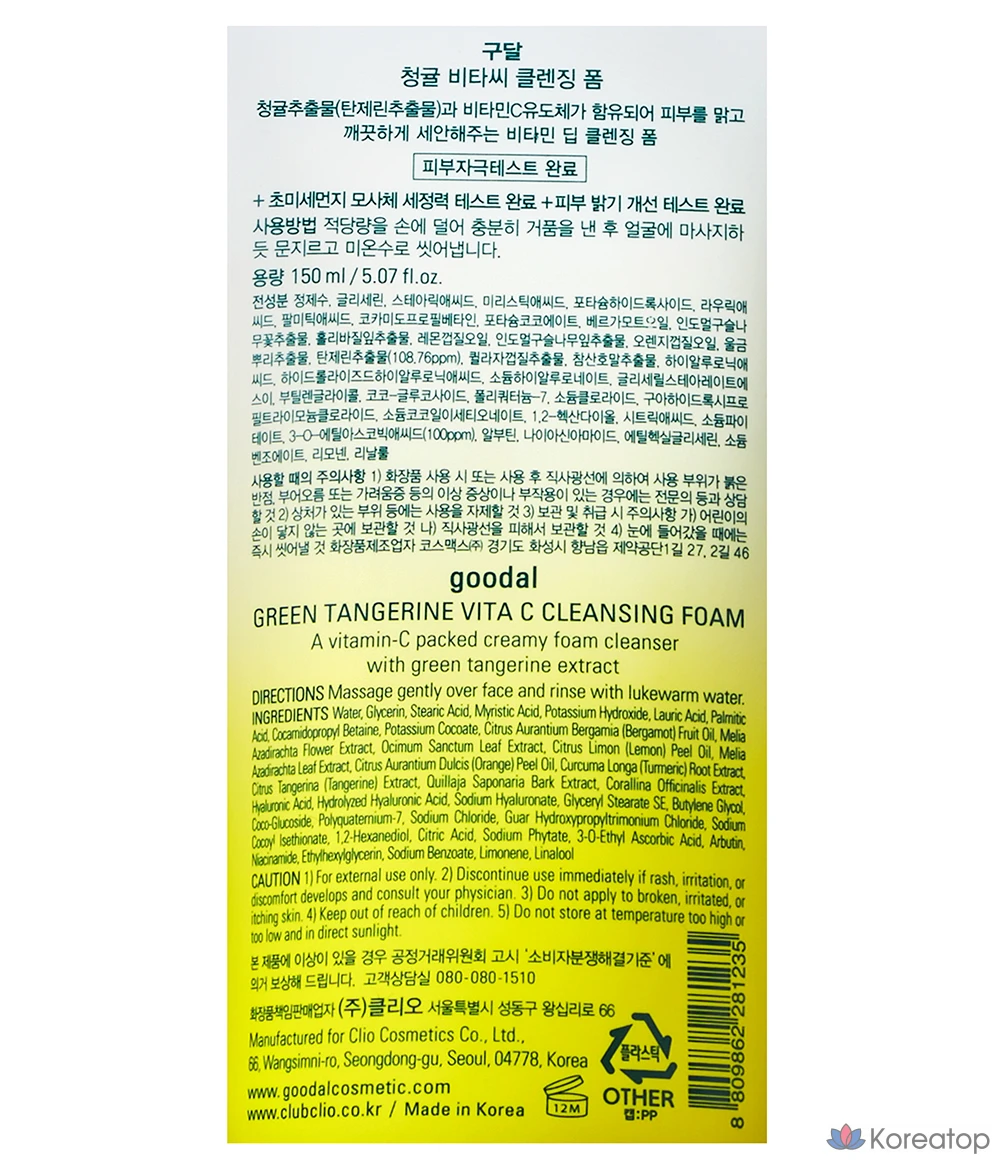 구달
청귤 비타씨 클렌징 폼
청귤추출물(탄제린추출물)과 비타민C유도체가 함유되어 피부를 맑고
깨끗하게 세안해주는 비타민 딥 클렌징 폼
피부자극테스트 완료
+ 초미세먼지 모사체 세정력 테스트 완료 +피부 밝기 개선 테스트 완료
사용방법 적당량을 손에 덜어 충분히 거품을 낸 후 얼굴에 마사지하
듯 문지르고 미온수로 씻어냅니다.
용량 150 ml / 5.07 fl.oz.
전성분 정제수, 글리세린, 스테아릭애씨드, 미리스틱애씨드, 포타슘하이드록사이드, 라우릭애
씨드, 팔미틱애씨드, 코카미도프로필베타인, 포타슘코코에이트, 베르가모트오일, 인도멀구슬나
무꽃추출물, 홀리바질잎추출물, 레몬껍질오일, 인도멀구슬나무잎추출물, 오렌지껍질오일, 울금
뿌리추출물, 탄제린추출물(108.76ppm), 퀼라자껍질추출물, 참산호말추출물, 하이알루로닉애
씨드, 하이드롤라이즈드하이알루로닉애씨드, 소듐하이알루로네이트, 글리세릴스테아레이트에
스이, 부틸렌글라이콜, 코코-글루코사이드, 폴리쿼터늄-7, 소듐클로라이드, 구아하이드록시프로
필트라이모늄클로라이드, 소듐코코일이세티오네이트, 1,2-헥산다이올, 시트릭애씨드, 소듐파이
테이트, 3-O-에틸아스코빅애씨드(100ppm), 알부틴, 나이아신아마이드, 에틸헥실글리세린, 소듐
벤조에이트, 리모넨, 리날룰
사용할 때의 주의사항 1) 화장품 사용 시 또는 사용 후 직사광선에 의하여 사용 부위가 붉은
반점, 부어오름 또는 가려움증 등의 이상 증상이나 부작용이 있는 경우에는 전문의 등과 상담
할 것 2) 상처가 있는 부위 등에는 사용을 자제할 것 3) 보관 및 취급 시 주의사항 가) 어린이의
손이 닿지 않는 곳에 보관할 것 나) 직사광선을 피해서 보관할 것 4) 눈에 들어갔을 때에는
즉시 씻어낼 것 화장품제조업자 코스맥스㈜ 경기도 화성시 향남읍 제약공단1길 27, 2길 46
goodal
GREEN TANGERINE VITA C CLEANSING FOAM
A vitamin-C packed creamy foam cleanser
with green tangerine extract
DIRECTIONS Massage gently over face and rinse with lukewarm water.
INGREDIENTS Water, Glycerin, Stearic Acid, Myristic Acid, Potassium Hydroxide, Lauric Acid, Palmitic
Acid, Cocamidopropyl Betaine, Potassium Cocoate, Citrus Aurantium Bergamia (Bergamot) Fruit Oil, Melia
Azadirachta Flower Extract, Ocimum Sanctum Leaf Extract, Citrus Limon (Lemon) Peel Oil, Melia
Azadirachta Leaf Extract, Citrus Aurantium Dulcis (Orange) Peel Oil, Curcuma Longa (Turmeric) Root Extract,
Citrus Tangerina (Tangerine) Extract, Quillaja Saponaria Bark Extract, Corallina Officinalis Extract,
Hyaluronic Acid, Hydrolyzed Hyaluronic Acid, Sodium Hyaluronate, Glyceryl Stearate SE, Butylene Glycol,
Coco-Glucoside, Polyquaternium-7, Sodium Chloride, Guar Hydroxypropyltrimonium Chloride, Sodium
Cocoyl Isethionate, 1,2-Hexanediol, Citric Acid, Sodium Phytate, 3-O-Ethyl Ascorbic Acid, Arbutin,
Niacinamide, Ethylhexylglycerin, Sodium Benzoate, Limonene, Linalool
CAUTION 1) For external use only. 2) Discontinue use immediately if rash, irritation, or
discomfort develops and consult your physician. 3) Do not apply to broken, irritated, or
itching skin. 4) Keep out of reach of children. 5) Do not store at temperature too high or
too low and in direct sunlight.
본 제품에 이상이 있을 경우 공정거래위원회 고시 '소비자분쟁해결기준' 에
의거 보상해 드립니다. 고객상담실 080-080-1510
화장품책임판매업자 (주)클리오 서울특별시 성동구 왕십리로 66
Manufactured for Clio Cosmetics Co., Ltd.,
66, Wangsimni-ro, Seongdong-gu, Seoul, 04778, Korea
www.goodalcosmetic.com
www.clubclio.co.kr / Made in Korea
12M
플라스틱
OTHER
캡:PP
8 809862 281235
Koreatop